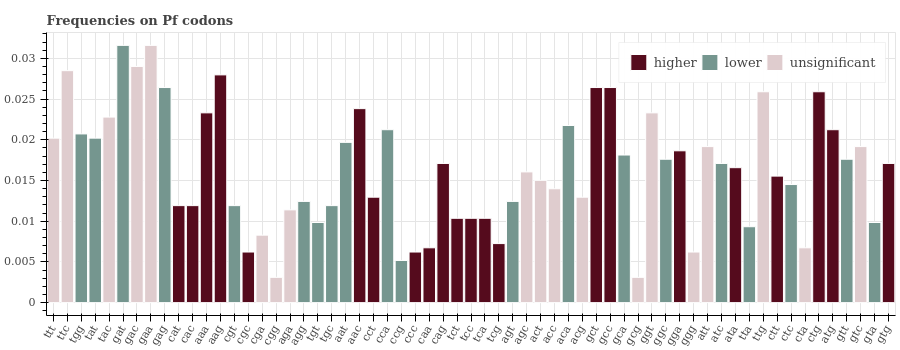 Frequencies on Pf codons
higher lower unsignificant
0.03
0.025
0.02
0.015
0.01
0.005
0
ttt ttc tgg tat tac gat gac gaa gag cat cac aaa aag cgt cgc cga cgg aga agg tgt tgc aat aac cct cca ccg ccc caa cag tct tcc tca tcg agt agc act acc aca acg gct gcc gca gcg ggt ggc gga ggg att atc ata tta ttg ctt ctc cta ctg atg gtt gtc gta gtg